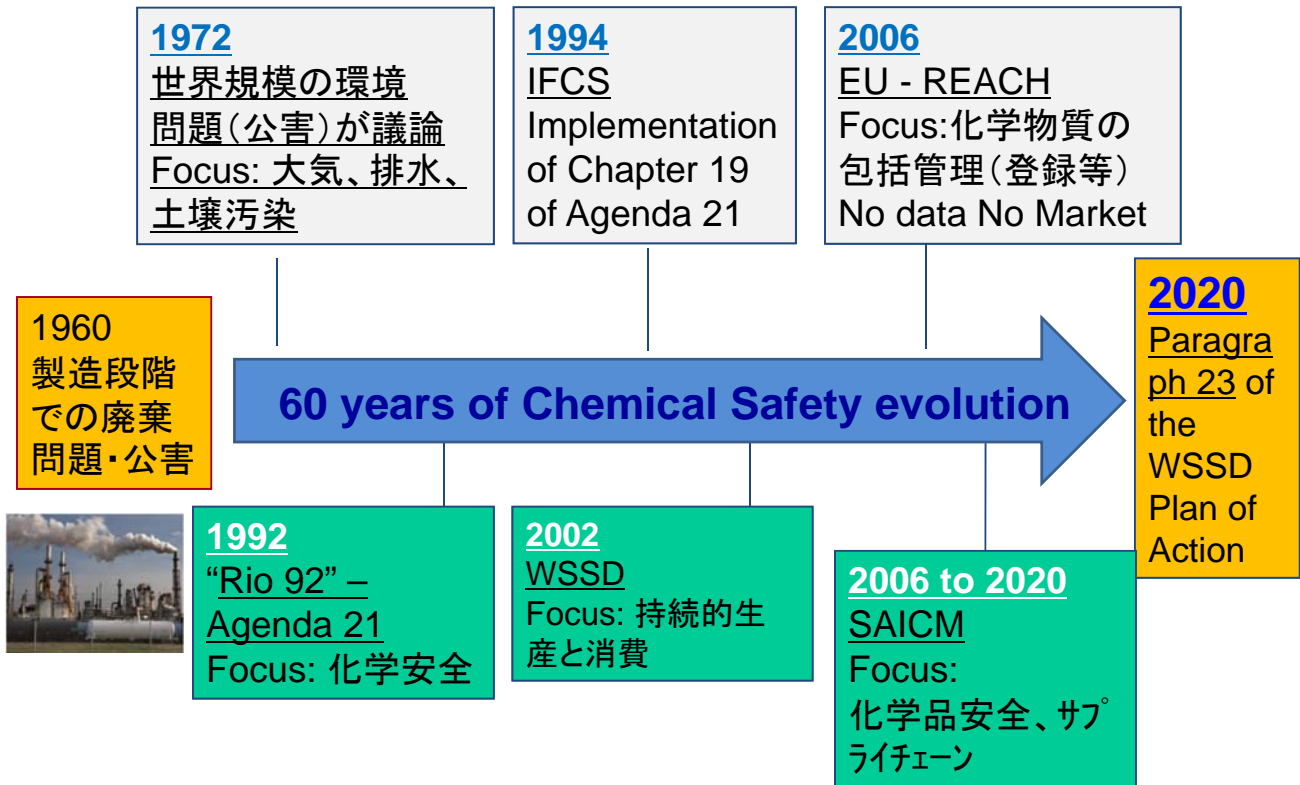 1972
世界規模の環境
問題(公害)が議論
Focus: 大気、排水、
土壌汚染
1994
IFCS
Implementation
of Chapter 19
of Agenda 21
2006
EU - REACH
Focus:化学物質の
包括管理(登録等)
No data No Market
1960
製造段階
での廃棄
問題・公害
60 years of Chemical Safety evolution
2020
Paragra
ph 23 of
the
WSSD
Plan of
Action
1992
“Rio 92” –
Agenda 21
Focus: 化学安全
2002
WSSD
Focus: 持続的生
産と消費
2006 to 2020
SAICM
Focus:
化学品安全、サプ
ライチェーン